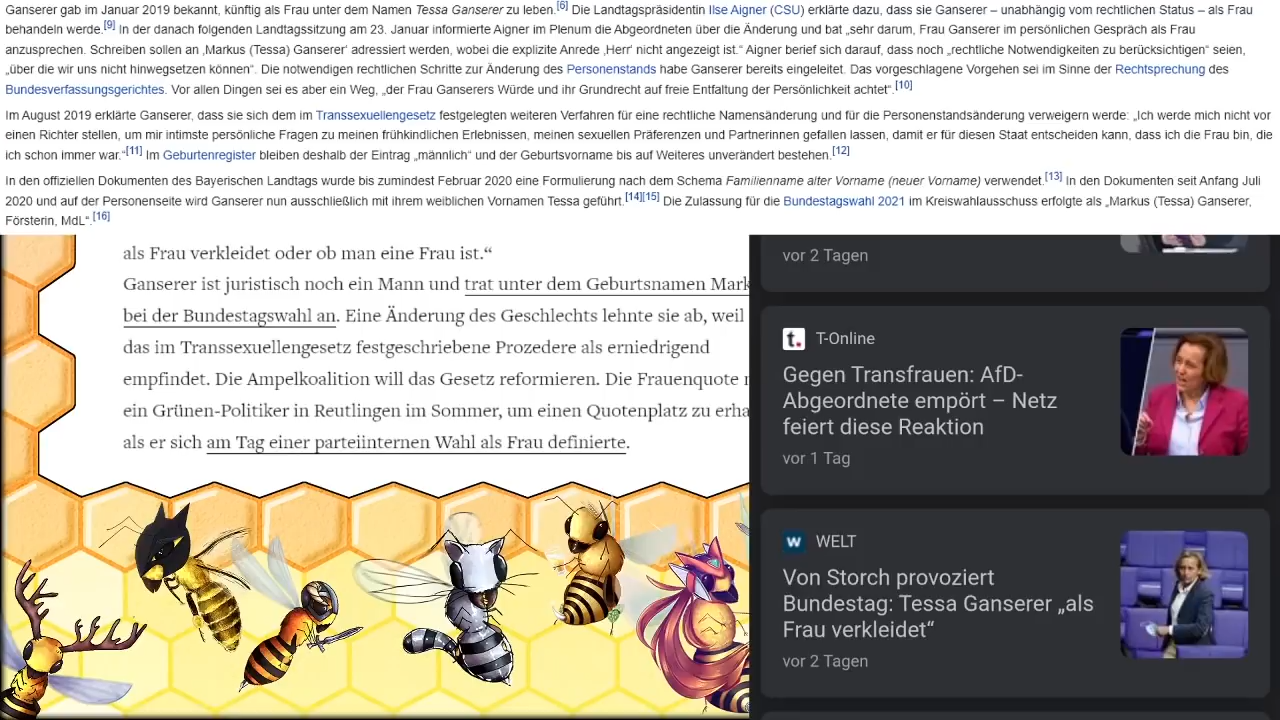 Ganserer gab im Januar 2019 bekannt, künftig als Frau unter dem Namen Tessa Ganserer zu leben.[6] Die Landtagspräsidentin Ilse Aigner (CSU) erklärte dazu, dass sie Ganserer – unabhängig vom rechtlichen Status – als Frau
behandeln werde.[9] In der danach folgenden Landtagssitzung am 23. Januar informierte Aigner im Plenum die Abgeordneten über die Änderung und bat „sehr darum, Frau Ganserer im persönlichen Gespräch als Frau
anzusprechen. Schreiben sollen an ‚Markus (Tessa) Ganserer‘ adressiert werden, wobei die explizite Anrede ‚Herr‘ nicht angezeigt ist.“ Aigner berief sich darauf, dass noch „rechtliche Notwendigkeiten zu berücksichtigen“ seien,
„über die wir uns nicht hinwegsetzen können“. Die notwendigen rechtlichen Schritte zur Änderung des Personenstands habe Ganserer bereits eingeleitet. Das vorgeschlagene Vorgehen sei im Sinne der Rechtsprechung des
Bundesverfassungsgerichtes. Vor allen Dingen sei es aber ein Weg, „der Frau Ganserers Würde und ihr Grundrecht auf freie Entfaltung der Persönlichkeit achtet“.[10]
Im August 2019 erklärte Ganserer, dass sie sich dem im Transsexuellengesetz festgelegten weiteren Verfahren für eine rechtliche Namensänderung und für die Personenstandsänderung verweigern werde: „Ich werde mich nicht vor
einen Richter stellen, um mir intimste persönliche Fragen zu meinen frühkindlichen Erlebnissen, meinen sexuellen Präferenzen und Partnerinnen gefallen lassen, damit er für diesen Staat entscheiden kann, dass ich die Frau bin, die
ich schon immer war.“[11] Im Geburtenregister bleiben deshalb der Eintrag „männlich“ und der Geburtsvorname bis auf Weiteres unverändert bestehen.[12]
In den offiziellen Dokumenten des Bayerischen Landtags wurde bis zumindest Februar 2020 eine Formulierung nach dem Schema Familienname alter Vorname (neuer Vorname) verwendet.[13] In den Dokumenten seit Anfang Juli
2020 und auf der Personenseite wird Ganserer nun ausschließlich mit ihrem weiblichen Vornamen Tessa geführt.[14][15] Die Zulassung für die Bundestagswahl 2021 im Kreiswahlausschuss erfolgte als „Markus (Tessa) Ganserer,
Försterin, MdL“.[16]
als Frau verkleidet oder ob man eine Frau ist.“
Ganserer ist juristisch noch ein Mann und trat unter dem Geburtsnamen Mark
bei der Bundestagswahl an. Eine Änderung des Geschlechts lehnte sie ab, weil
das im Transsexuellengesetz festgeschriebene Prozedere als erniedrigend
empfindet. Die Ampelkoalition will das Gesetz reformieren. Die Frauenquote
ein Grünen-Politiker in Reutlingen im Sommer, um einen Quotenplatz zu erha
als er sich am Tag einer parteiinternen Wahl als Frau definierte.
vor 2 Tagen
t. T-Online
Gegen Transfrauen: AfD-
Abgeordnete empört – Netz
feiert diese Reaktion
vor 1 Tag
W WELT
Von Storch provoziert
Bundestag: Tessa Ganserer „als
Frau verkleidet“
vor 2 Tagen